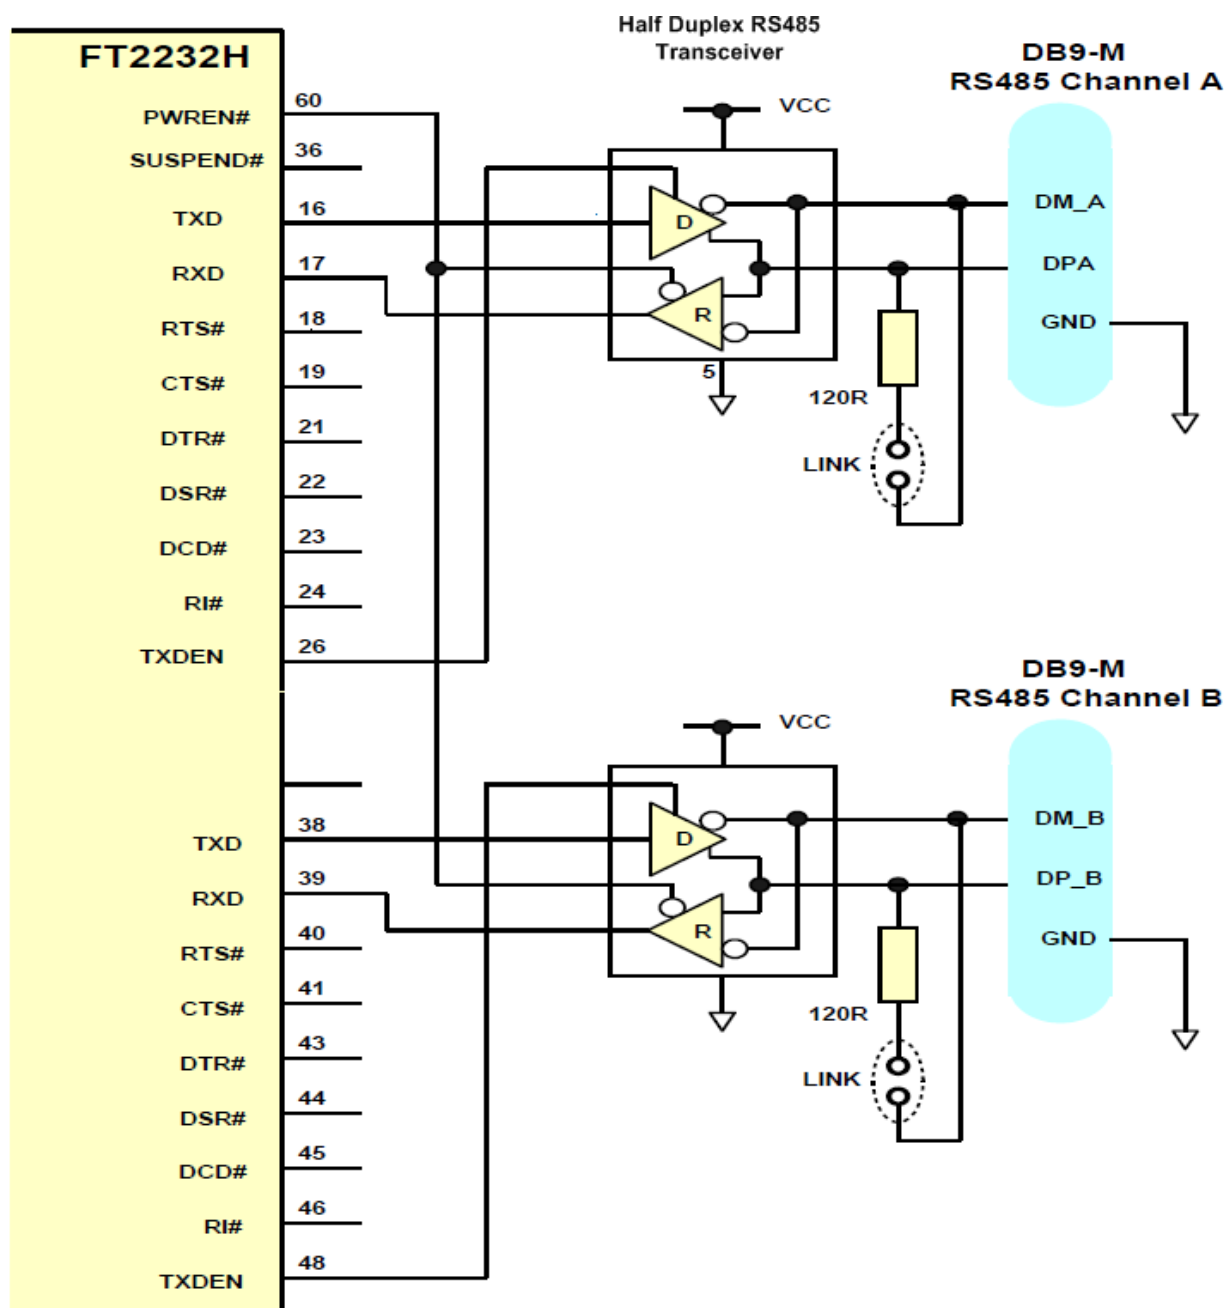 Half Duplex RS485
Transceiver
FT2232H
DB9-M
RS485 Channel A
PWREN#
60
VCC
SUSPEND#
36
TXD
16
D
DM_A
RXD
17
DPA
R
RTS#
18
GND
CTS#
19
5
120R
DTR#
21
LINK
DSR#
22
DCD#
23
RI#
24
TXDEN
26
DB9-M
RS485 Channel B
VCC
TXD
38
D
DM_B
RXD
39
DP_B
R
RTS#
40
GND
CTS#
41
120R
DTR#
43
LINK
DSR#
44
DCD#
45
RI#
46
TXDEN
48